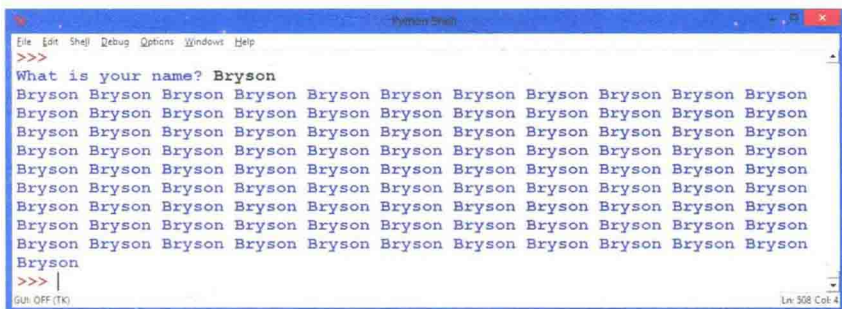 Python Shell
File Edit Shell Debug Options Windows Help
>>>
What is your name? Bryson
Bryson Bryson Bryson Bryson Bryson Bryson Bryson Bryson Bryson Bryson Bryson
Bryson Bryson Bryson Bryson Bryson Bryson Bryson Bryson Bryson Bryson Bryson
Bryson Bryson Bryson Bryson Bryson Bryson Bryson Bryson Bryson Bryson Bryson
Bryson Bryson Bryson Bryson Bryson Bryson Bryson Bryson Bryson Bryson Bryson
Bryson Bryson Bryson Bryson Bryson Bryson Bryson Bryson Bryson Bryson Bryson
Bryson Bryson Bryson Bryson Bryson Bryson Bryson Bryson Bryson Bryson Bryson
Bryson Bryson Bryson Bryson Bryson Bryson Bryson Bryson Bryson Bryson Bryson
Bryson Bryson Bryson Bryson Bryson Bryson Bryson Bryson Bryson Bryson Bryson
Bryson Bryson Bryson Bryson Bryson Bryson Bryson Bryson Bryson Bryson Bryson
Bryson
>>>
GUI: OFF (TK) Ln: 508 Col: 4